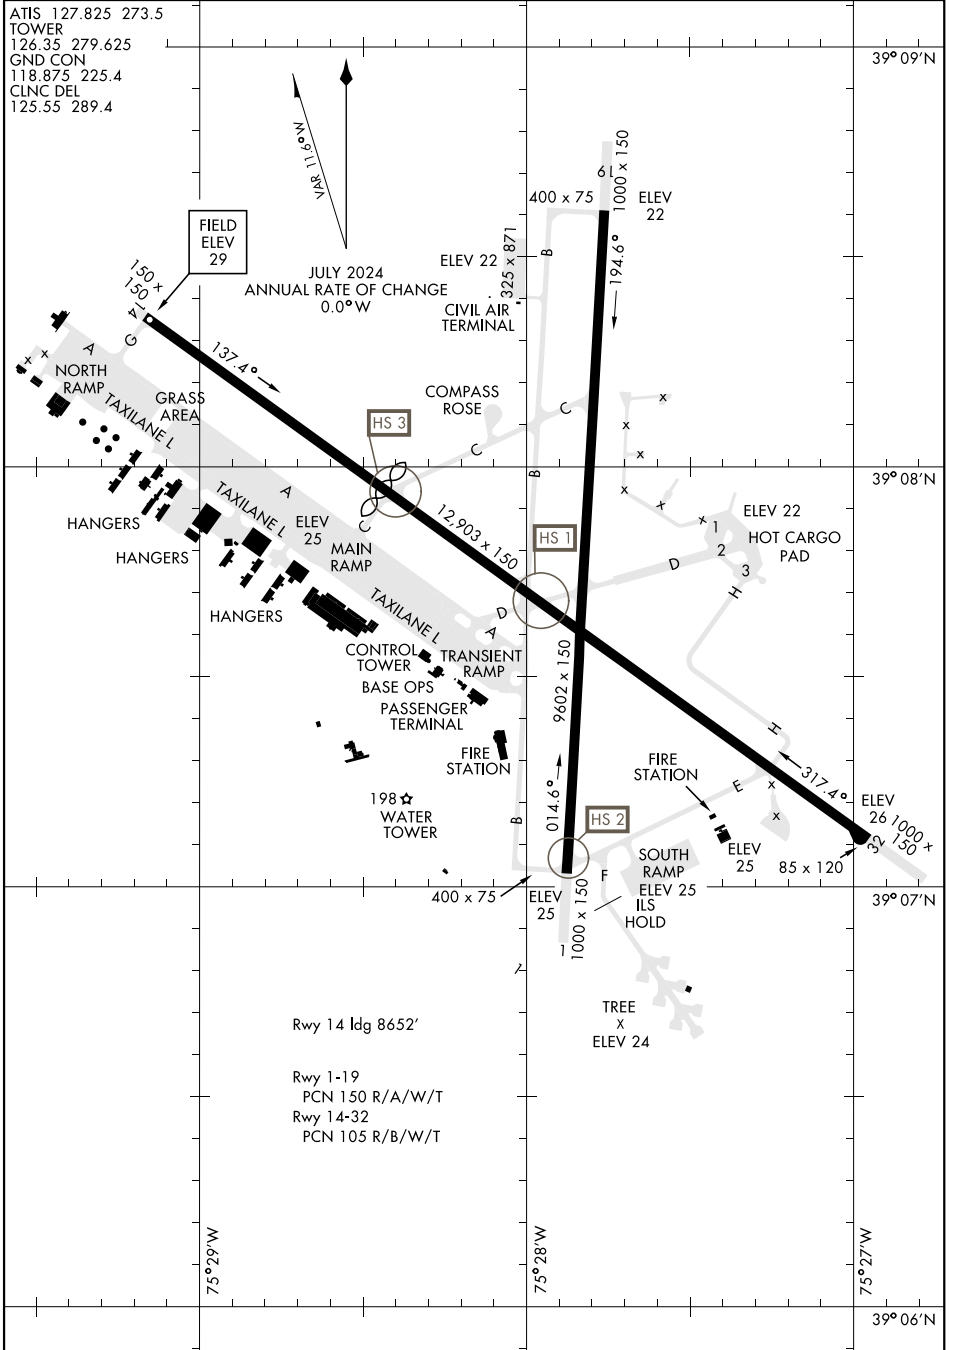 ATIS 127.825 273.5
TOWER
126.35 279.625
GND CON
118.875 225.4
CLNC DEL
125.55 289.4
39°09'N
VAR 11.6°W
JULY 2024
ANNUAL RATE OF CHANGE
0.0°W
FIELD
ELEV
29
150 x
150
14
G
137.4°
400 x 75
19
1000 x 150
ELEV
22
194.6°
B
ELEV 22
325 x 871
CIVIL AIR
TERMINAL
A
x
x
NORTH
RAMP
TAXILANE L
GRASS
AREA
COMPASS
ROSE
HS 3
C
C
x
x
x
B
39°08'N
x
x
x
HANGERS
HANGERS
HANGERS
A
TAXILANE L
ELEV
25
C
MAIN
RAMP
12,903 x 150
HS 1
ELEV 22
HOT CARGO
PAD
1
2
3
D
H
TAXILANE L
D
A
CONTROL
TOWER
TRANSIENT
RAMP
BASE OPS
PASSENGER
TERMINAL
FIRE
STATION
9602 x 150
014.6°
198
WATER
TOWER
B
H
317.4°
FIRE
STATION
E
x
x
ELEV
26
1000 x
150
32
85 x 120
HS 2
ELEV
25
SOUTH
RAMP
ELEV 25
ILS
HOLD
F
400 x 75
ELEV
25
1000 x 150
1
39°07'N
TREE
x
ELEV 24
Rwy 14 ldg 8652'
Rwy 1-19
PCN 150 R/A/W/T
Rwy 14-32
PCN 105 R/B/W/T
75°29'W
75°28'W
75°27'W
39°06'N